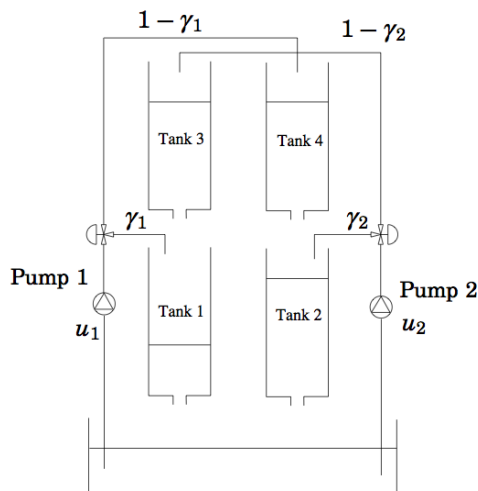 1 − γ₁
1 − γ₂
Tank 3
Tank 4
γ₁
γ₂
Pump 1
Tank 1
Tank 2
Pump 2
u₁
u₂